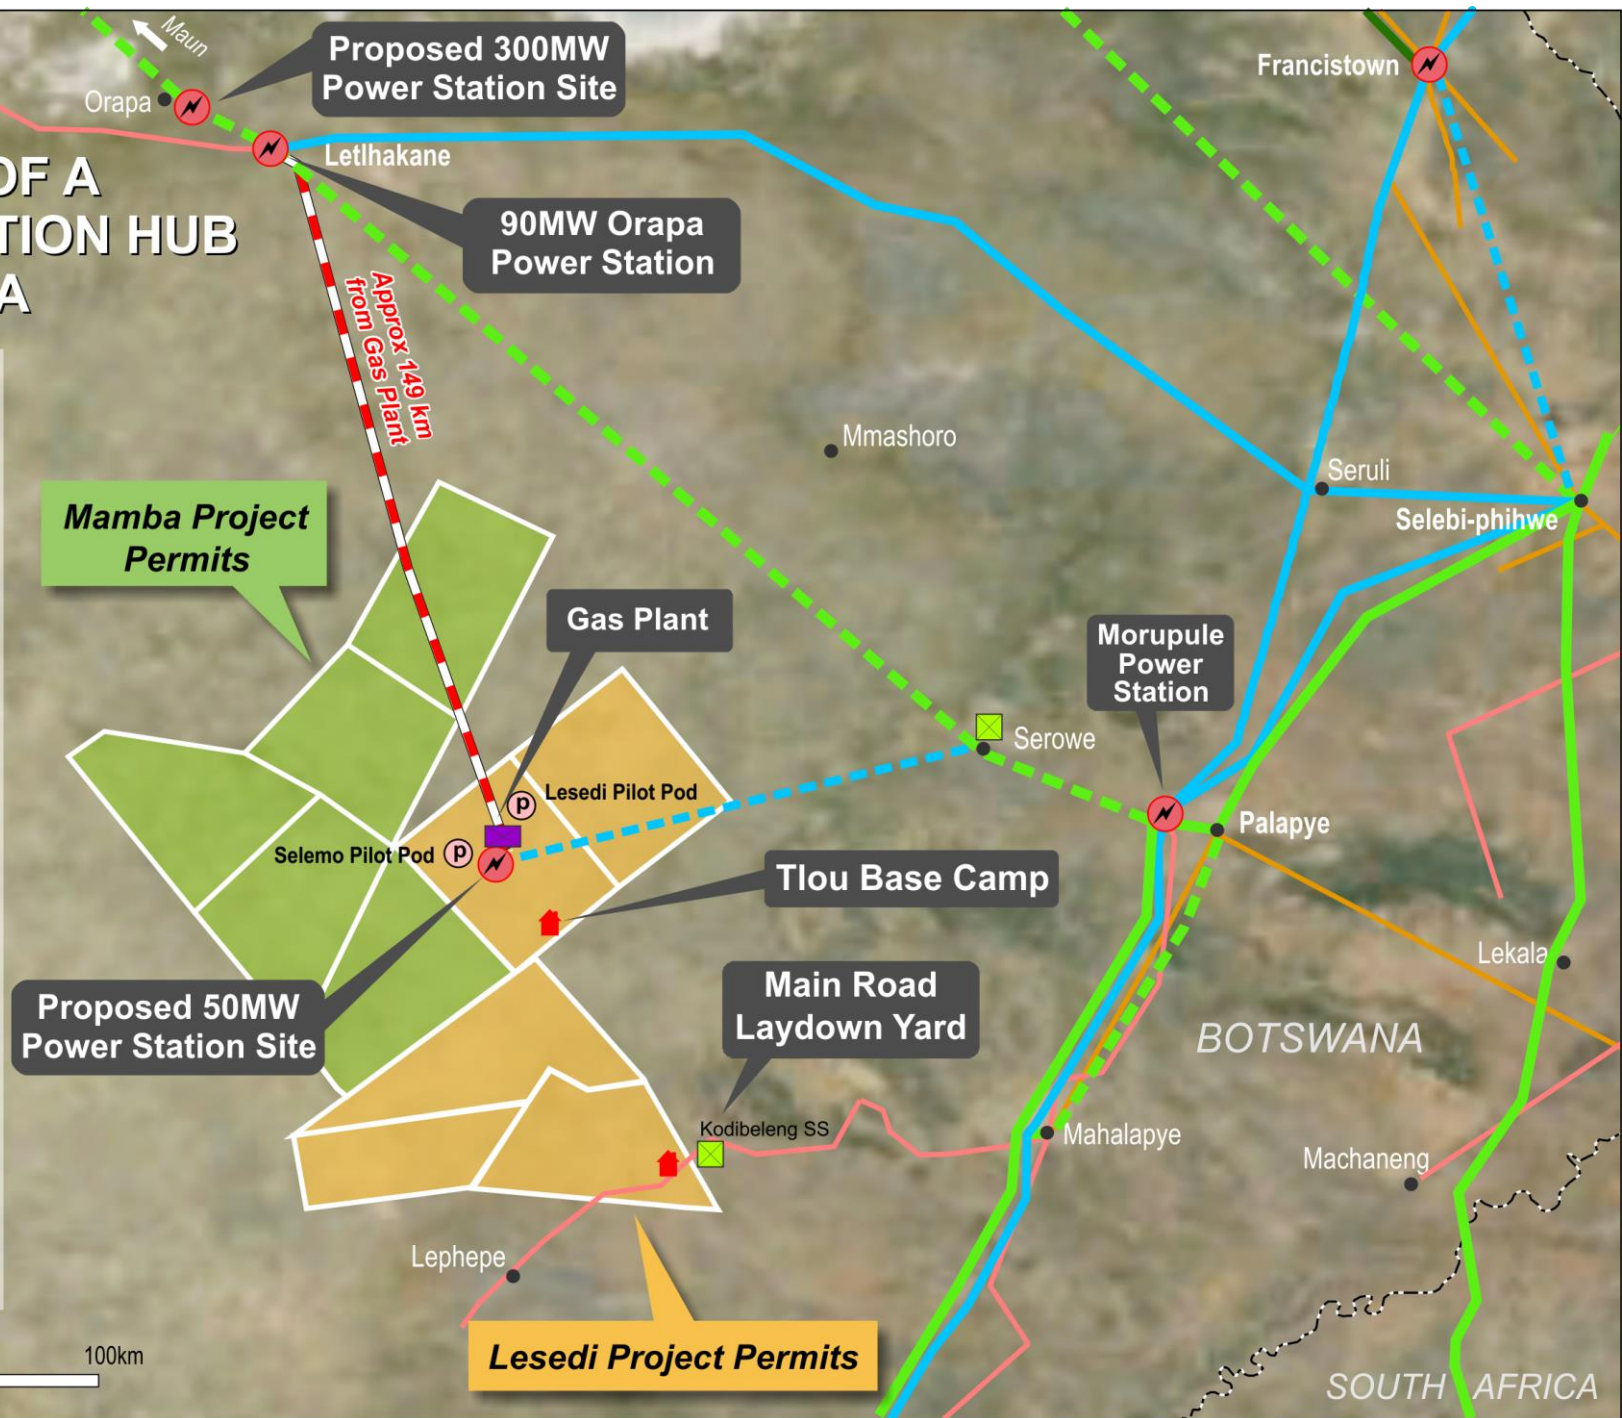 Maun
Proposed 300MW
Power Station Site
Francistown
Orapa
Letlhakane
OF A
TION HUB
A
90MW Orapa
Power Station
Approx 149 km
from Gas Plant
Mmashoro
Seruli
Selebi-phihwe
Mamba Project
Permits
Gas Plant
Morupule
Power
Station
Serowe
Lesedi Pilot Pod
p
Palapye
Selemo Pilot Pod
p
Tlou Base Camp
Lekala
Main Road
Laydown Yard
Proposed 50MW
Power Station Site
BOTSWANA
Kodibeleng SS
Mahalapye
Machaneng
Lephepe
Lesedi Project Permits
100km
SOUTH AFRICA